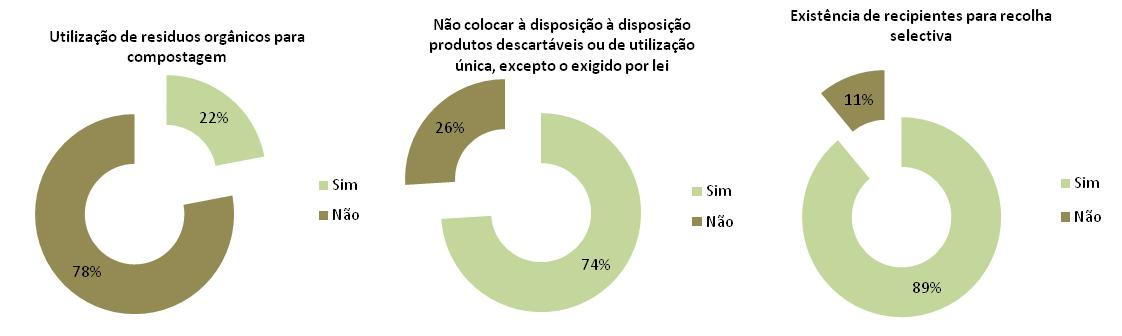 Utilização de residuos orgânicos para
compostagem
22%
78%
Sim
Não
Não colocar à disposição à disposição
produtos descartáveis ou de utilização
única, excepto o exigido por lei
26%
74%
Sim
Não
Existência de recipientes para recolha
selectiva
11%
89%
Sim
Não